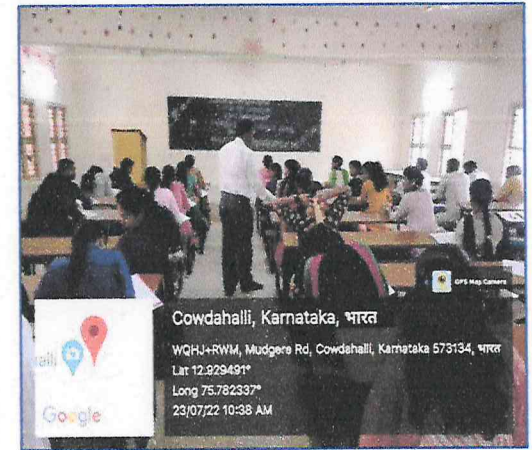 GPS Map Camera
Cowdahalli, Karnataka, भारत
WQHJ+RWM, Mudgere Rd, Cowdahalli, Karnataka 573134, भारत
Lat 12.929491°
Long 75.782337°
23/07/22 10:38 AM
Google